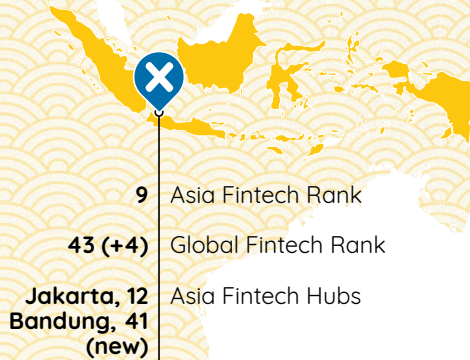 9 Asia Fintech Rank
43 (+4) Global Fintech Rank
Jakarta, 12 Asia Fintech Hubs
Bandung, 41
(new)